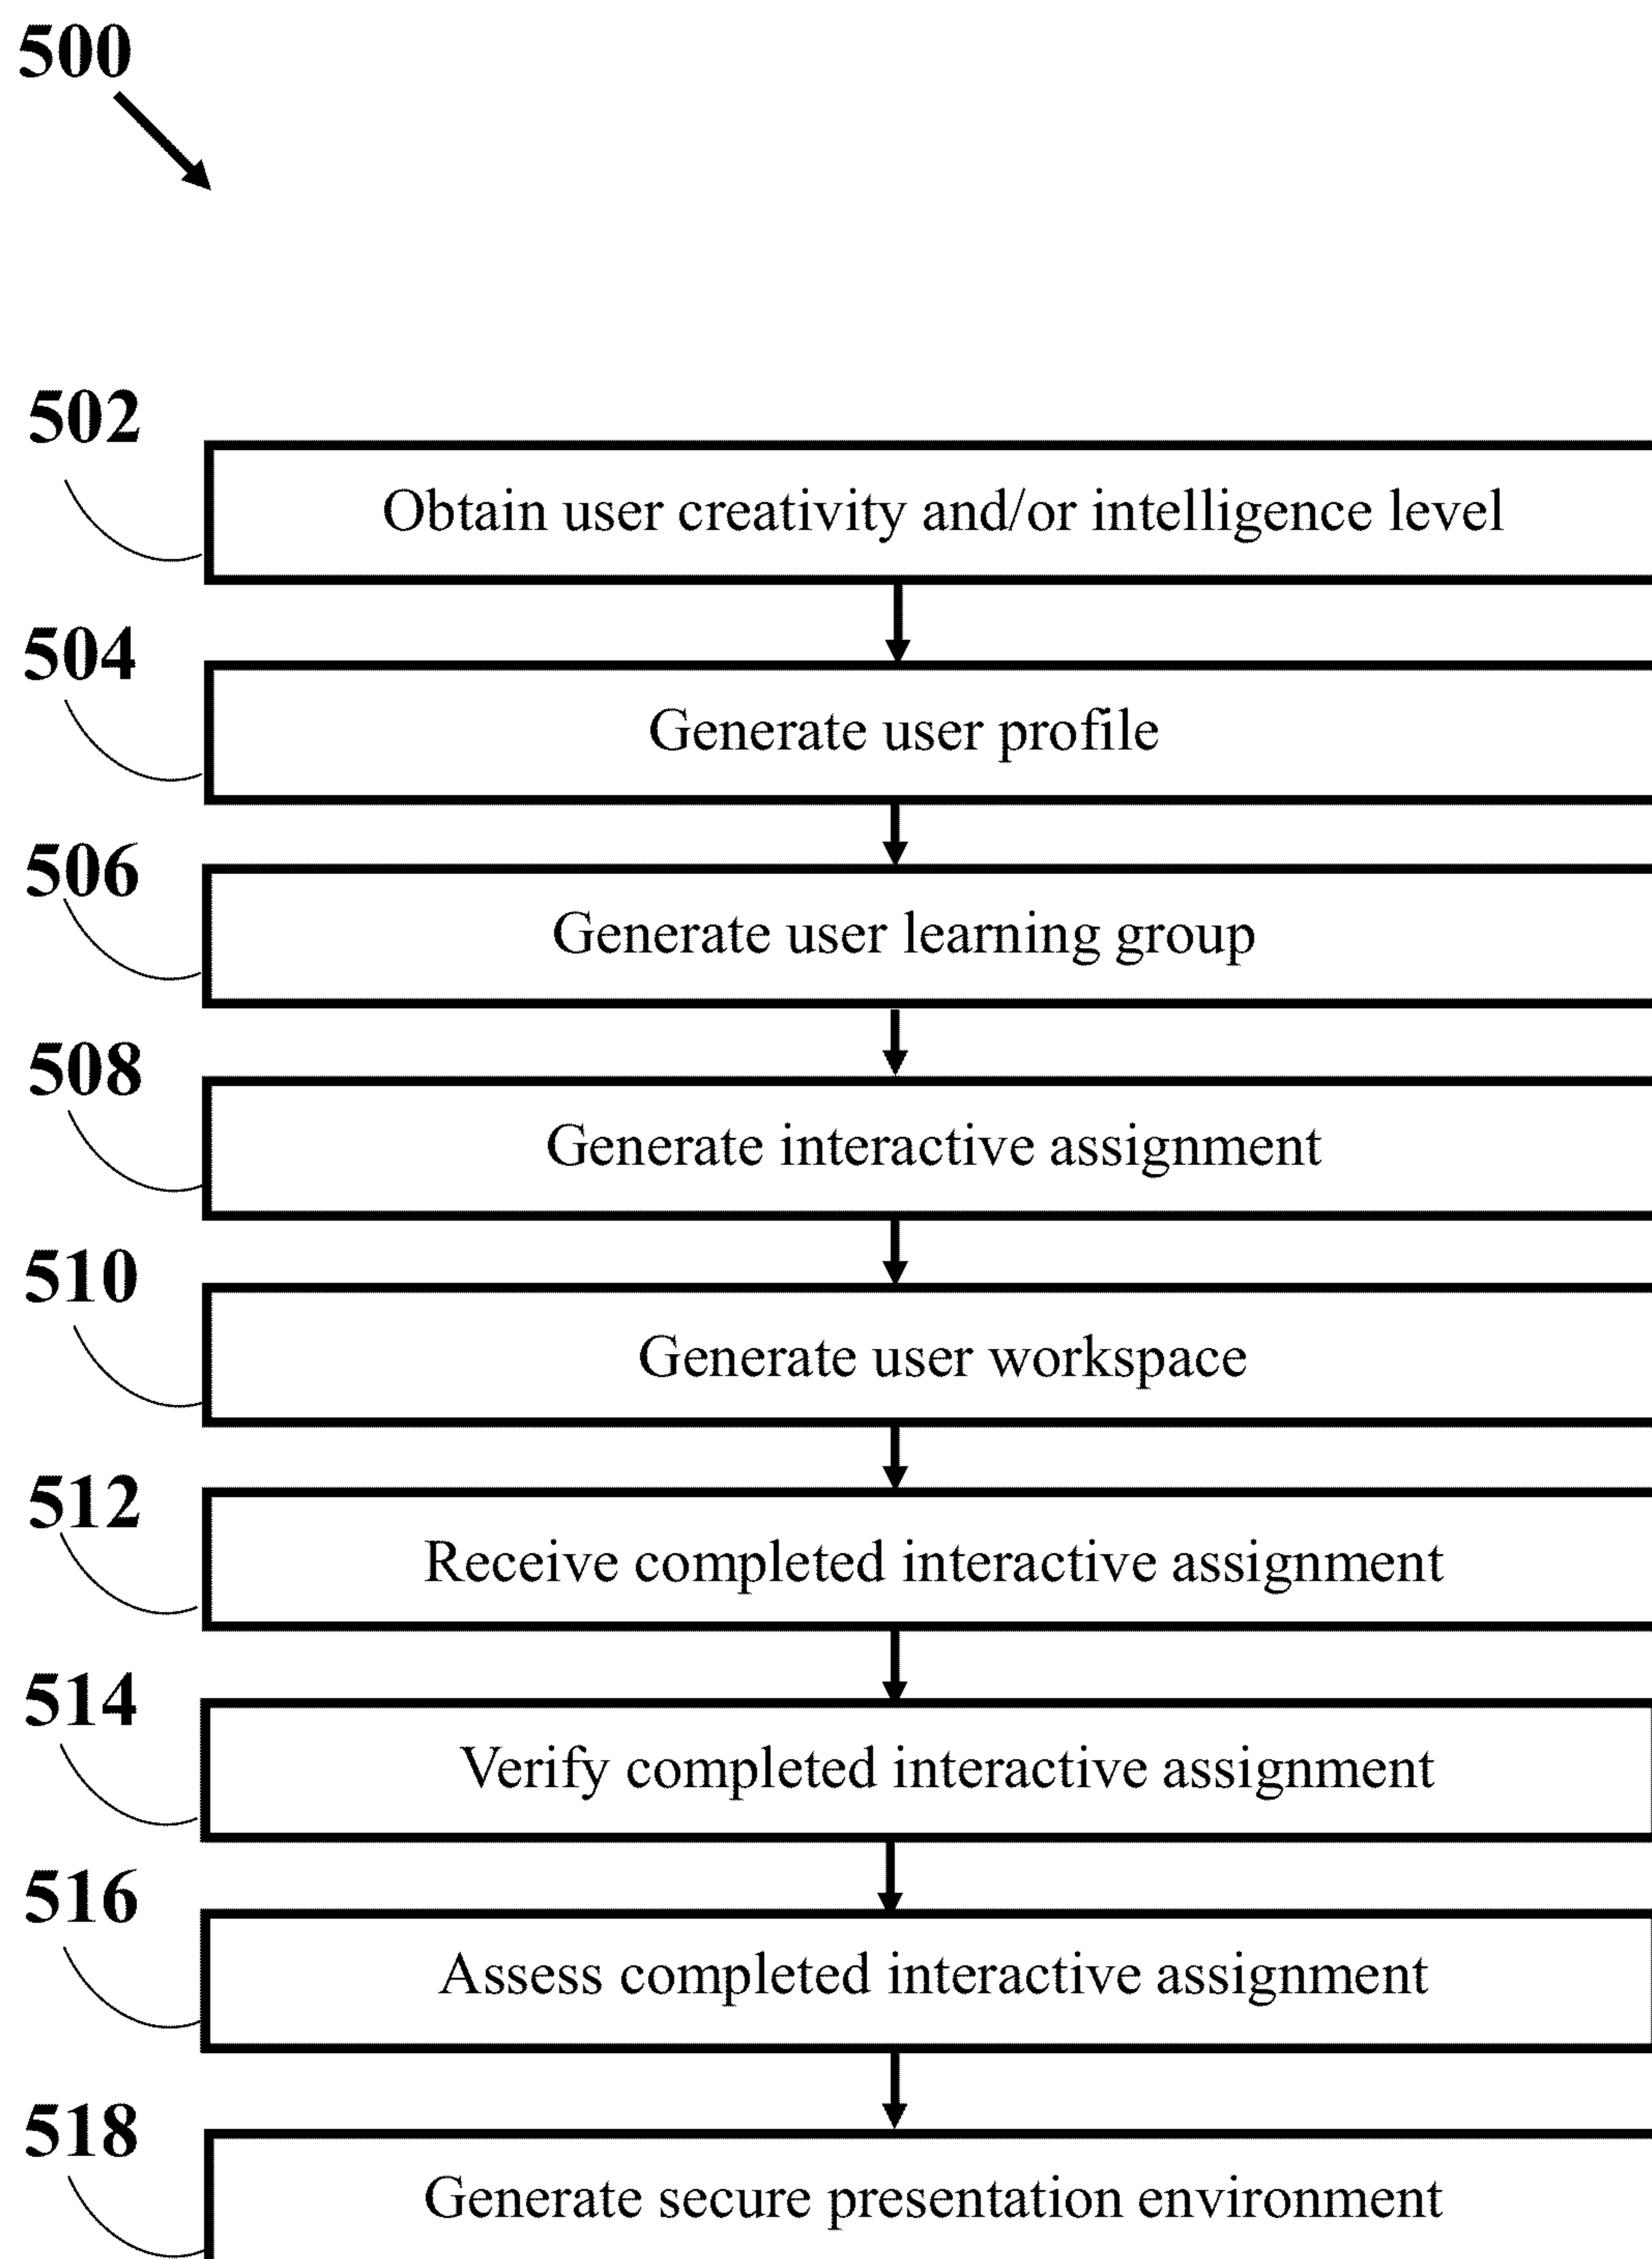 500
502
Obtain user creativity and/or intelligence level
504
Generate user profile
506
Generate user learning group
508
Generate interactive assignment
510
Generate user workspace
512
Receive completed interactive assignment
514
Verify completed interactive assignment
516
Assess completed interactive assignment
518
Generate secure presentation environment